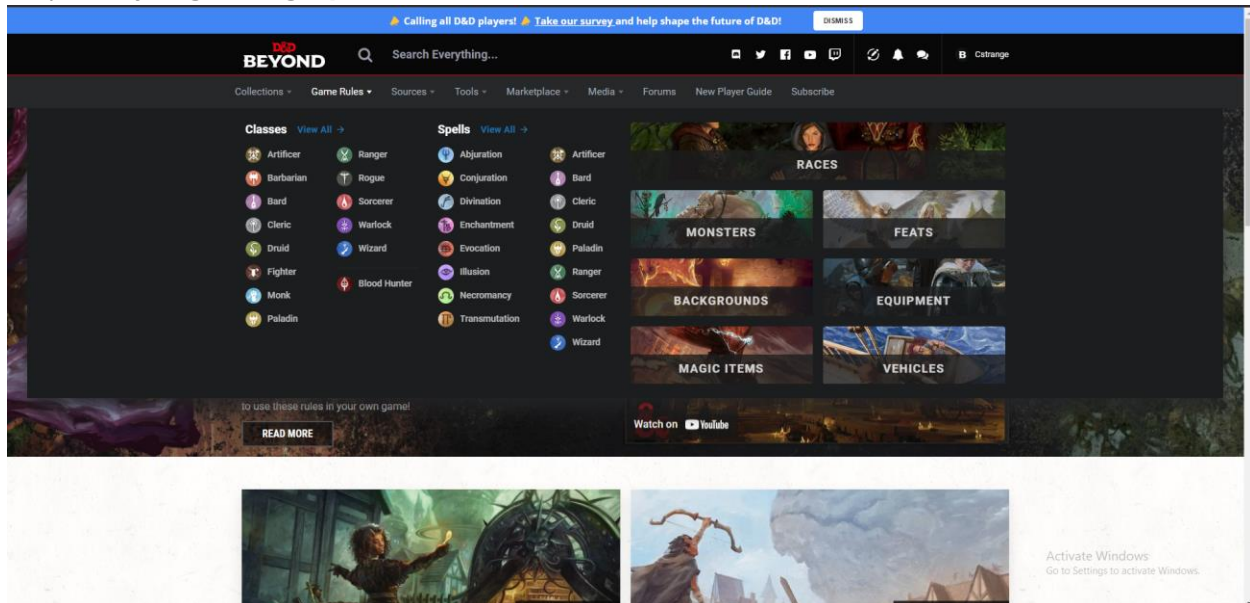 Calling all D&D players! Take our survey and help shape the future of D&D! DISMISS
D&D
BEYOND Search Everything... B Catrange
Collections Game Rules Sources Tools Marketplace Media Forums New Player Guide Subscribe
Classes View All →
Artificer
Barbarian
Bard
Cleric
Druid
Fighter
Monk
Paladin
Ranger
Rogue
Sorcerer
Warlock
Wizard
Blood Hunter
Spells View All →
Abjuration
Conjuration
Divination
Enchantment
Evocation
Illusion
Necromancy
Transmutation
Artificer
Bard
Cleric
Druid
Paladin
Ranger
Sorcerer
Warlock
Wizard
RACES
MONSTERS
FEATS
BACKGROUNDS
EQUIPMENT
MAGIC ITEMS
VEHICLES
to use these rules in your own game!
READ MORE
Watch on YouTube
Activate Windows
Go to Settings to activate Windows.